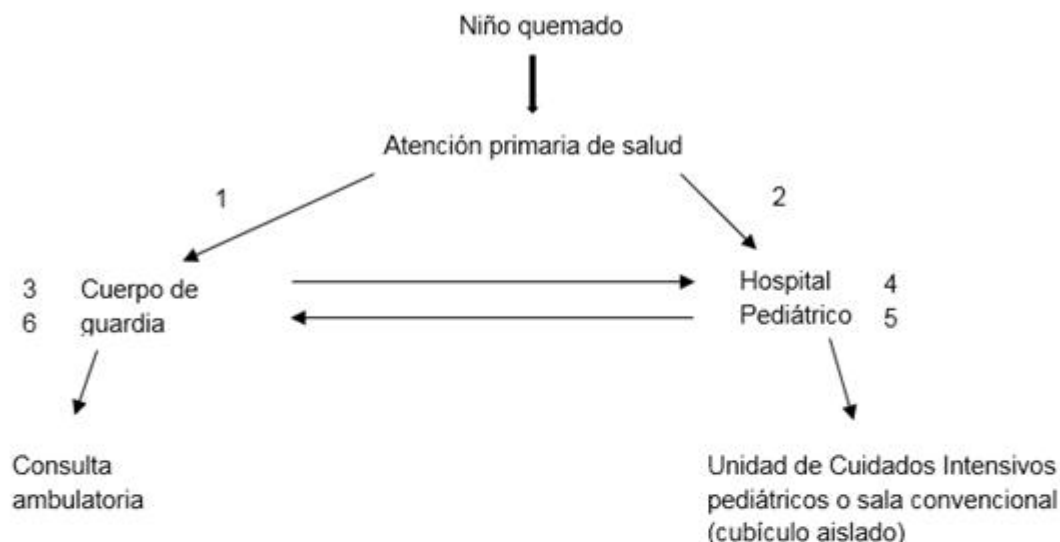 Niño quemado
Atención primaria de salud
1
2
3 Cuerpo de
6 guardia
Hospital 4
Pediátrico 5
Consulta
ambulatoria
Unidad de Cuidados Intensivos
pediátricos o sala convencional
(cubículo aislado)